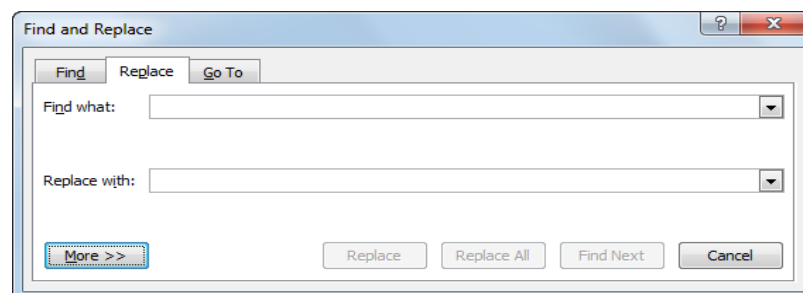 Find and Replace
Find Replace Go To
Find what:
Replace with:
More >> Replace Replace All Find Next Cancel